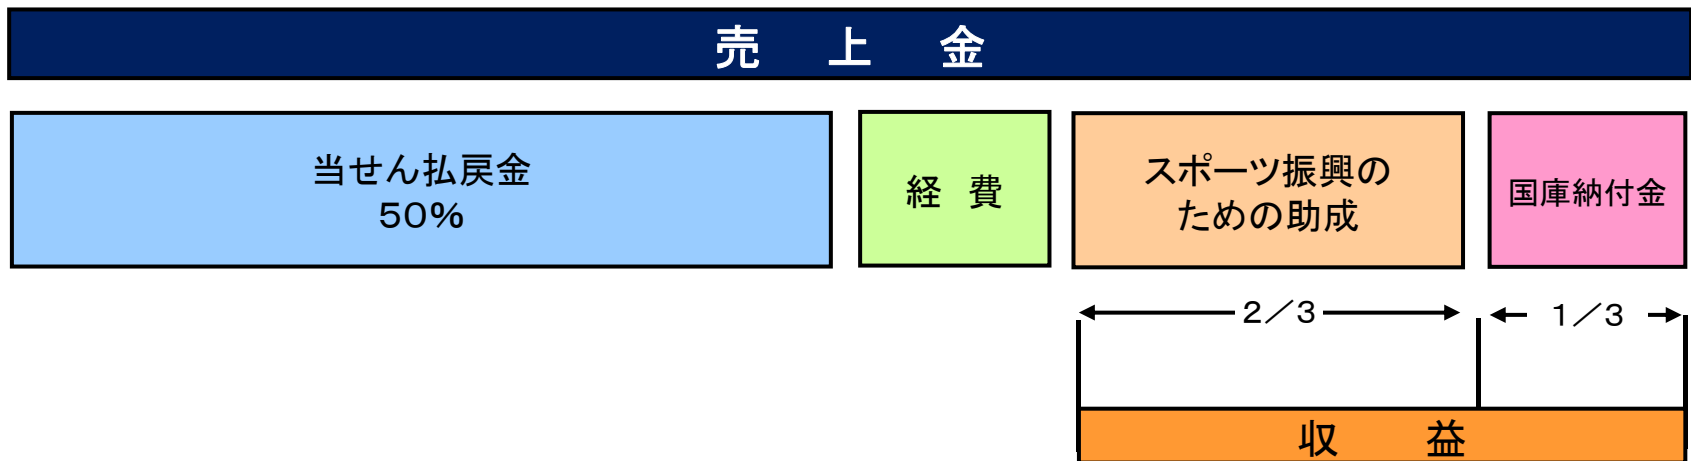 売 上 金
当せん払戻金
50%
経 費
スポーツ振興の
ための助成
国庫納付金
2/3
1/3
収 益